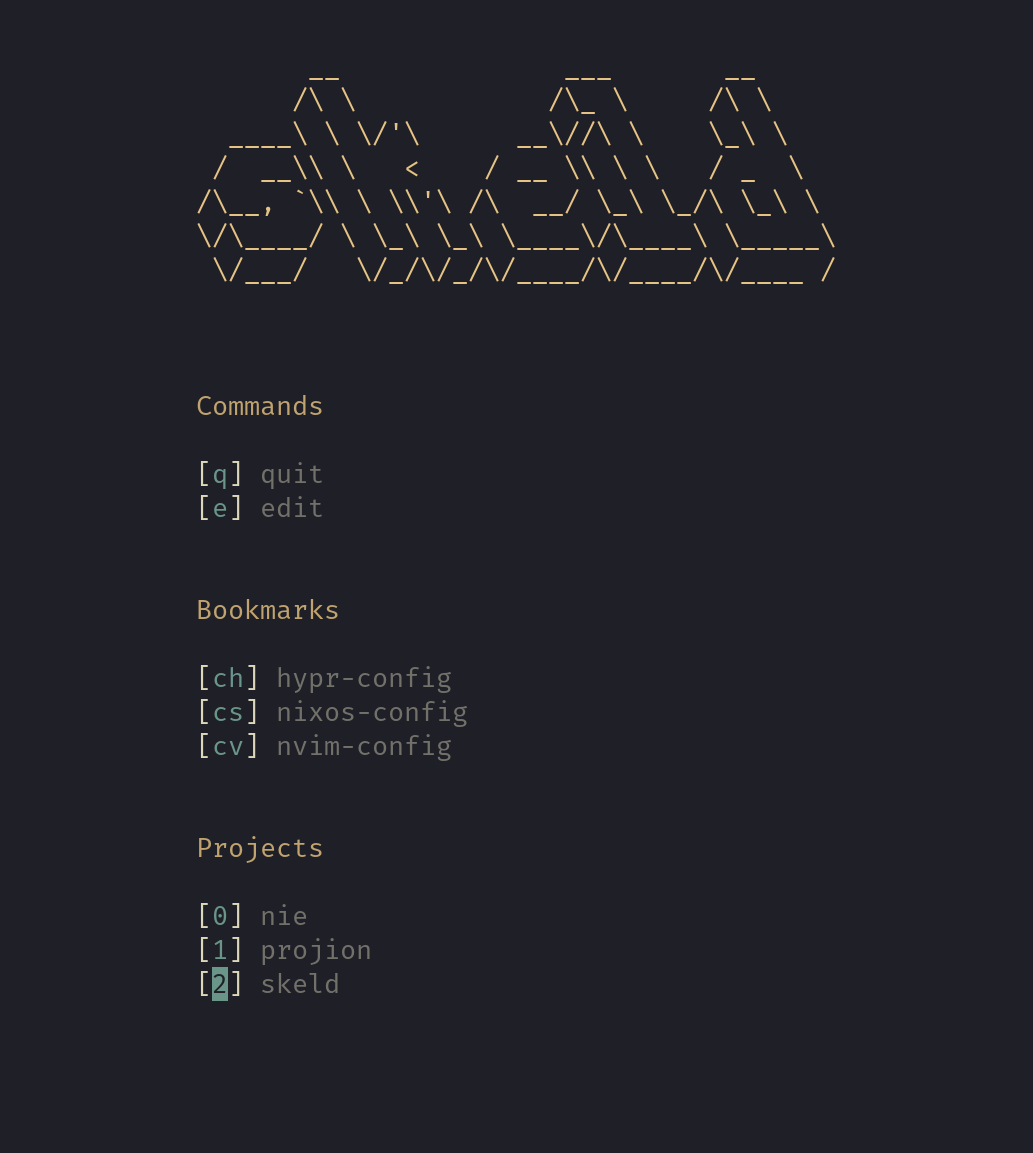 skeld
Commands
[q] quit
[e] edit
Bookmarks
[ch] hypr-config
[cs] nixos-config
[cv] nvim-config
Projects
[0] nie
[1] projion
[2] skeld